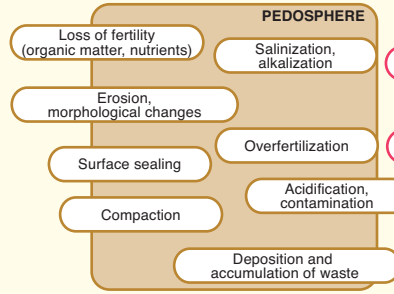 PEDOSPHERE
Loss of fertility
(organic matter, nutrients)
Salinization,
alkalization
Erosion,
morphological changes
Overfertilization
Surface sealing
Acidification,
contamination
Compaction
Deposition and
accumulation of waste